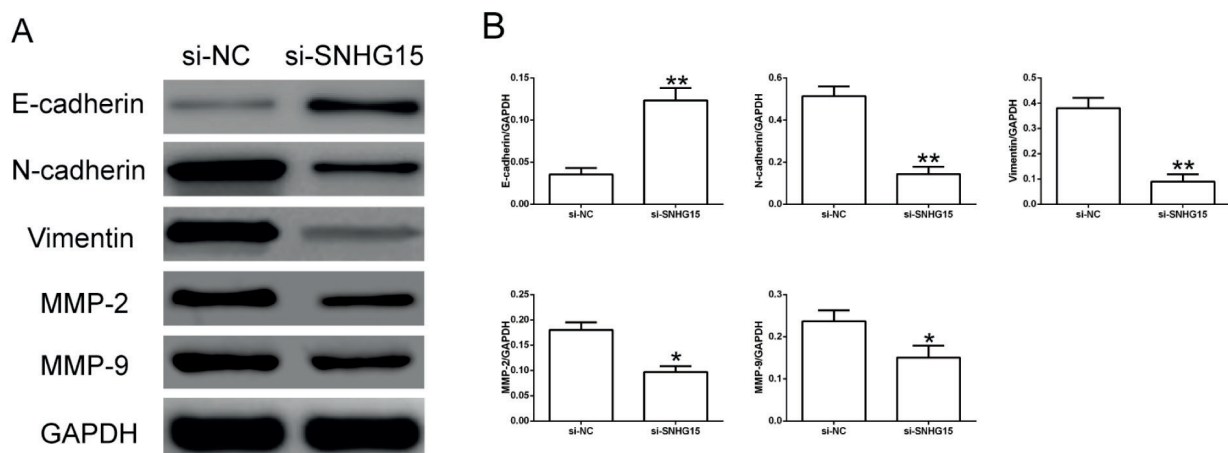 A
si-NC si-SNHG15
E-cadherin
N-cadherin
Vimentin
MMP-2
MMP-9
GAPDH
B
E-cadherin/GAPDH
0.15
0.10
0.05
0.00
**
si-NC si-SNHG15
N-cadherin/GAPDH
0.6
0.4
0.2
0.0
**
si-NC si-SNHG15
Vimentin/GAPDH
0.5
0.4
0.3
0.2
0.1
0.0
**
si-NC si-SNHG15
MMP-2/GAPDH
0.25
0.20
0.15
0.10
0.05
0.00
*
si-NC si-SNHG15
MMP-9/GAPDH
0.3
0.2
0.1
0.0
*
si-NC si-SNHG15